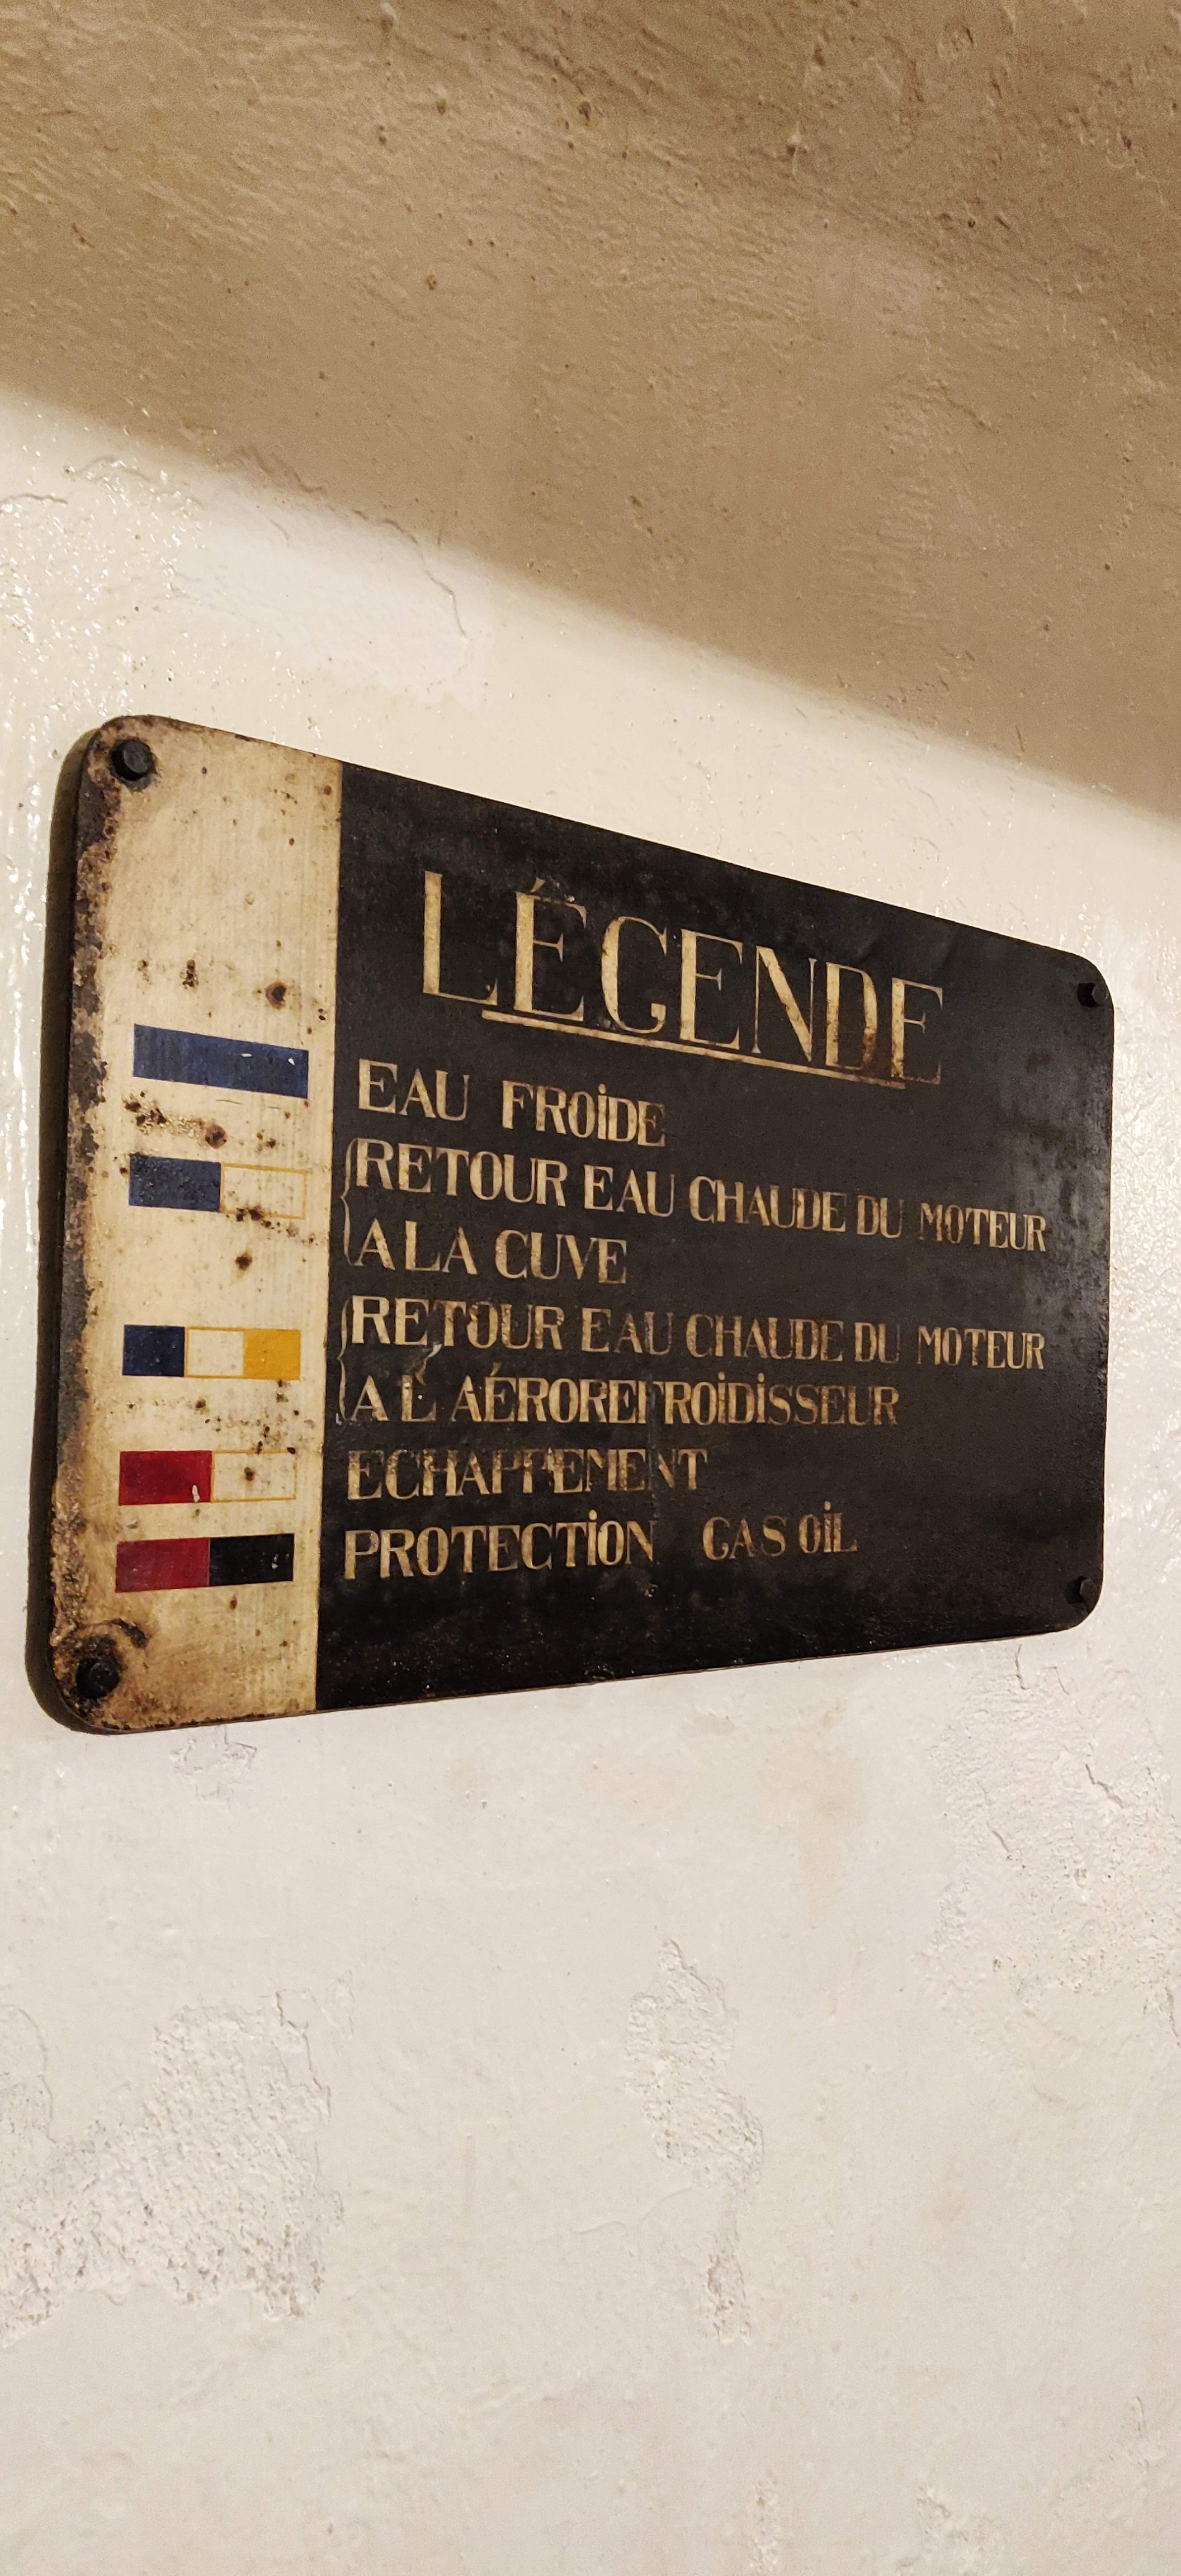 LÉGENDE
EAU FROiDE
RETOUR EAU CHAUDE DU MOTEUR
A LA CUVE
RETOUR EAU CHAUDE DU MOTEUR
A L' AÉROREFROiDiSSEUR
ECHAPPEMENT
PROTECTiON GAS OiL